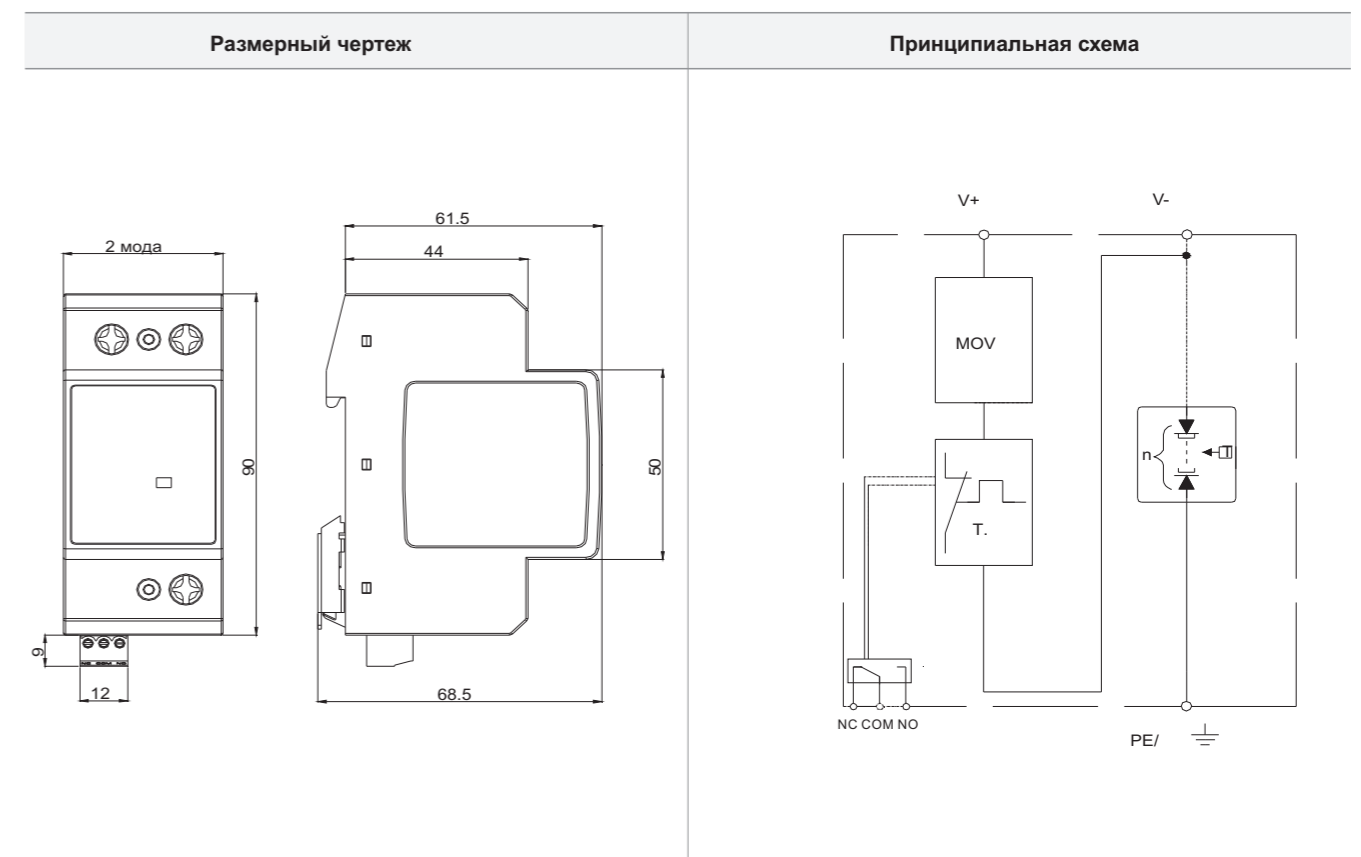 Размерный чертеж
Принципиальная схема
2 мода
90
9
12
61.5
44
50
68.5
V+
V-
MOV
T.
n
NC COM NO
PE/